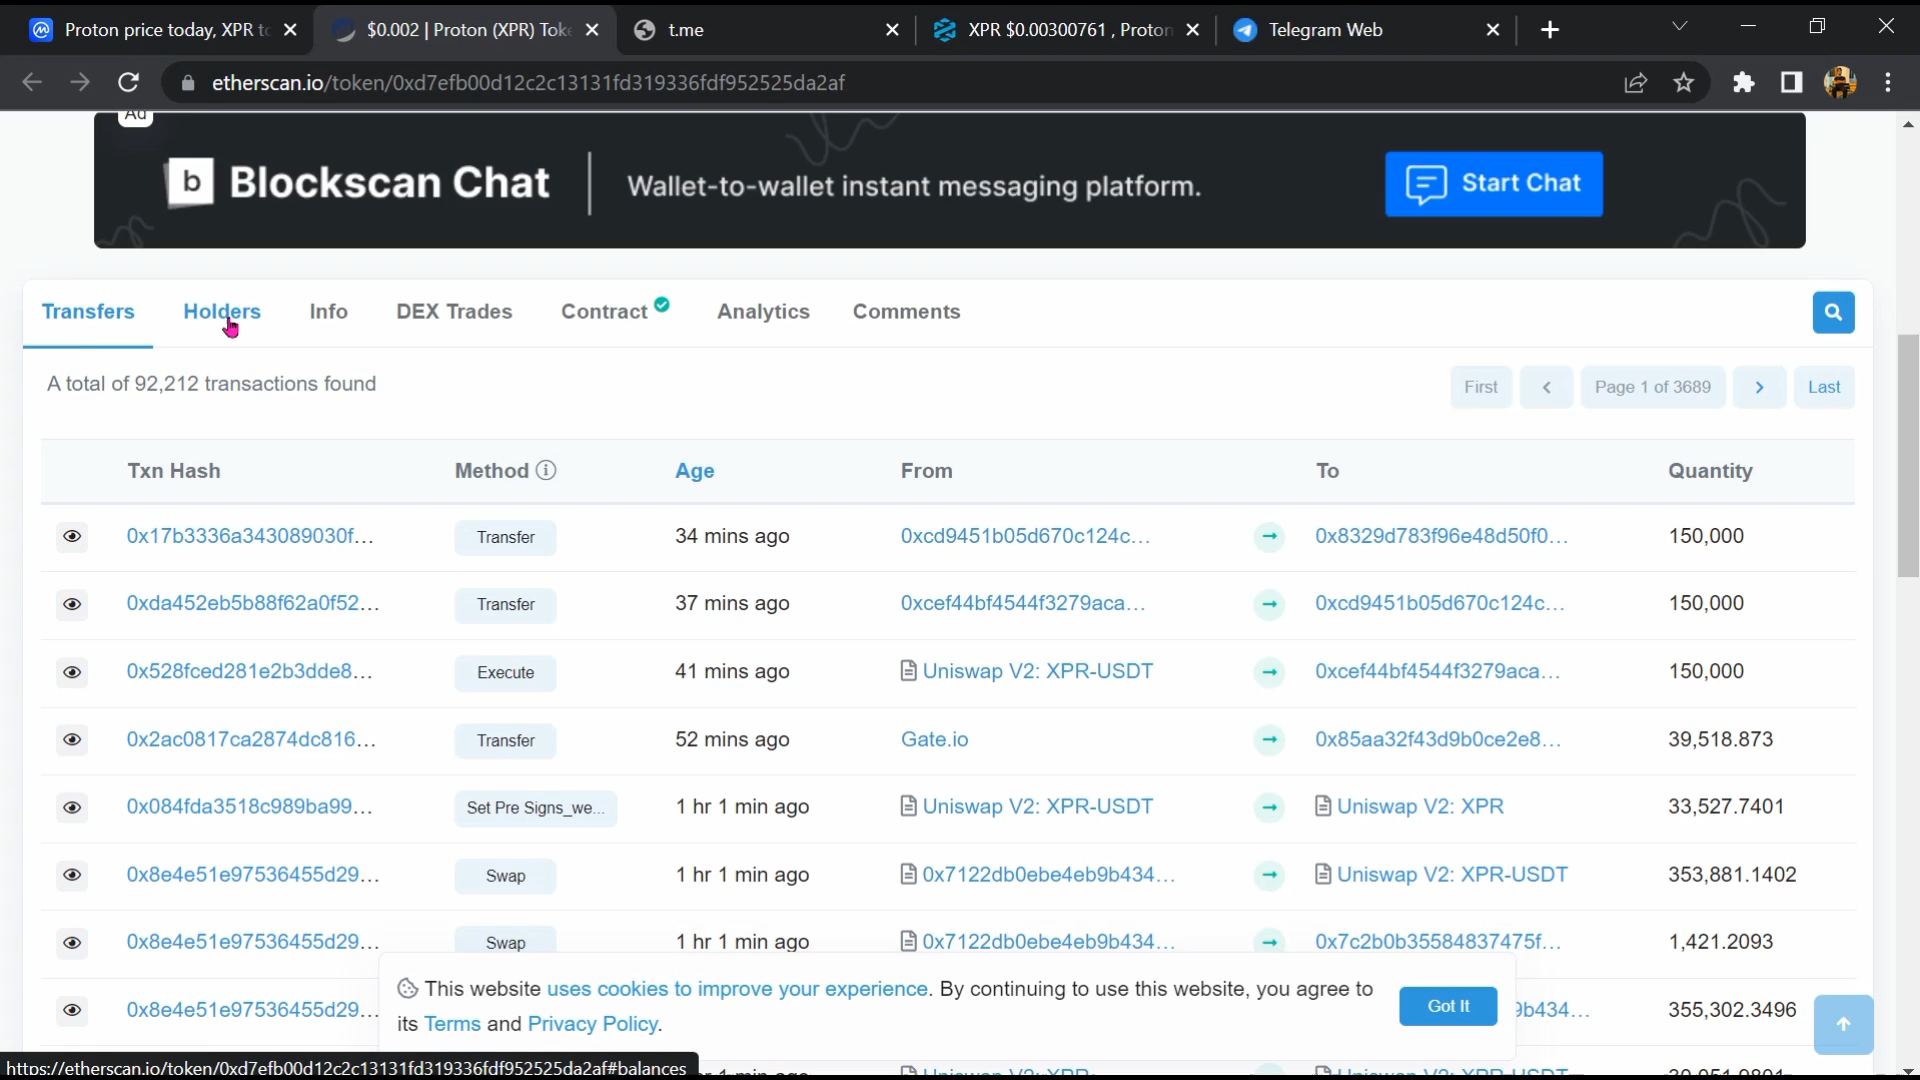 Proton price today, XPR to
$0.002 | Proton (XPR) Toke
t.me
XPR $0.00300761 , Proton
Telegram Web
etherscan.io/token/0xd7efb00d12c2c13131fd319336fdf952525da2af
Ad
b Blockscan Chat
Wallet-to-wallet instant messaging platform.
Start Chat
Transfers Holders Info DEX Trades Contract Analytics Comments
A total of 92,212 transactions found
First < Page 1 of 3689 > Last
Txn Hash Method Age From To Quantity
0x17b3336a343089030f... Transfer 34 mins ago 0xcd9451b05d670c124c... 0x8329d783f96e48d50f0... 150,000
0xda452eb5b88f62a0f52... Transfer 37 mins ago 0xcef44bf4544f3279aca... 0xcd9451b05d670c124c... 150,000
0x528fced281e2b3dde8... Execute 41 mins ago Uniswap V2: XPR-USDT 0xcef44bf4544f3279aca... 150,000
0x2ac0817ca2874dc816... Transfer 52 mins ago Gate.io 0x85aa32f43d9b0ce2e8... 39,518.873
0x084fda3518c989ba99... Set Pre Signs_we... 1 hr 1 min ago Uniswap V2: XPR-USDT Uniswap V2: XPR 33,527.7401
0x8e4e51e97536455d29... Swap 1 hr 1 min ago 0x7122db0ebe4eb9b434... Uniswap V2: XPR-USDT 353,881.1402
0x8e4e51e97536455d29... Swap 1 hr 1 min ago 0x7122db0ebe4eb9b434... 0x7c2b0b35584837475f... 1,421.2093
0x8e4e51e97536455d29... 9b434... 355,302.3496
This website uses cookies to improve your experience. By continuing to use this website, you agree to
its Terms and Privacy Policy.
Got It
https://etherscan.io/token/0xd7efb00d12c2c13131fd319336fdf952525da2af#balances